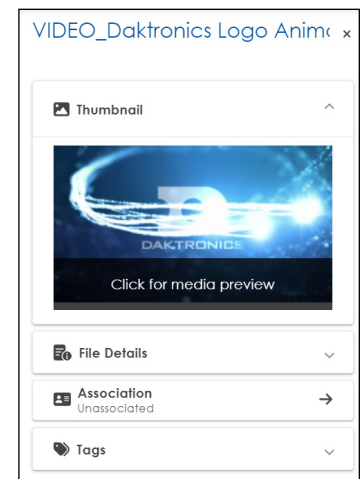 VIDEO_Daktronics Logo Anim
Thumbnail
DAKTRONICS
Click for media preview
File Details
Association
Unassociated
Tags